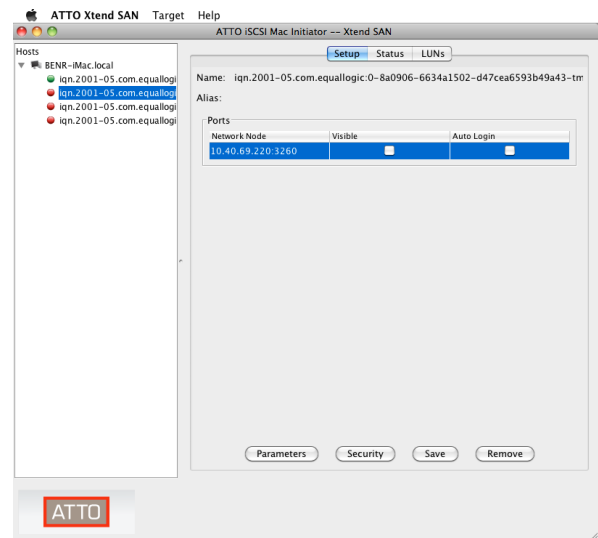 ATTO Xtend SAN Target Help
ATTO iSCSI Mac Initiator -- Xtend SAN
Hosts
BENR-iMac.local
iqn.2001-05.com.equallogi
iqn.2001-05.com.equallogi
iqn.2001-05.com.equallogi
iqn.2001-05.com.equallogi
Setup Status LUNs
Name: iqn.2001-05.com.equallogic:0-8a0906-6634a1502-d47cea6593b49a43-tm
Alias:
Ports
Network Node Visible Auto Login
10.40.69.220:3260
Parameters Security Save Remove
ATTO